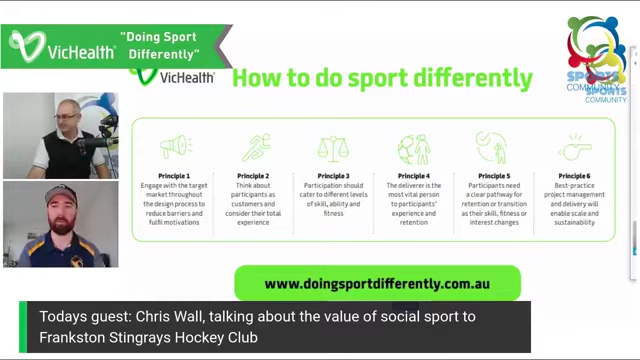 VicHealth
"Doing Sport
Differently"
VicHealth
How to do sport differently
SPORTS
COMMUNITY
SPORTS
COMMUNITY
Principle 1
Engage with the target
market throughout
the design process to
reduce barriers and
fulfil motivations
Principle 2
Think about
participants as
customers and
consider their total
experience
Principle 3
Participation should
cater to different levels
of skill, ability and
fitness
Principle 4
The deliverer is the
most vital person
to participants'
experience and
retention
Principle 5
Participants need
a clear pathway for
retention or transition
as their skill, fitness or
interest changes
Principle 6
Best-practice
project management
and delivery will
enable scale and
sustainability
www.doingsportdifferently.com.au
Todays guest: Chris Wall, talking about the value of social sport to
Frankston Stingrays Hockey Club